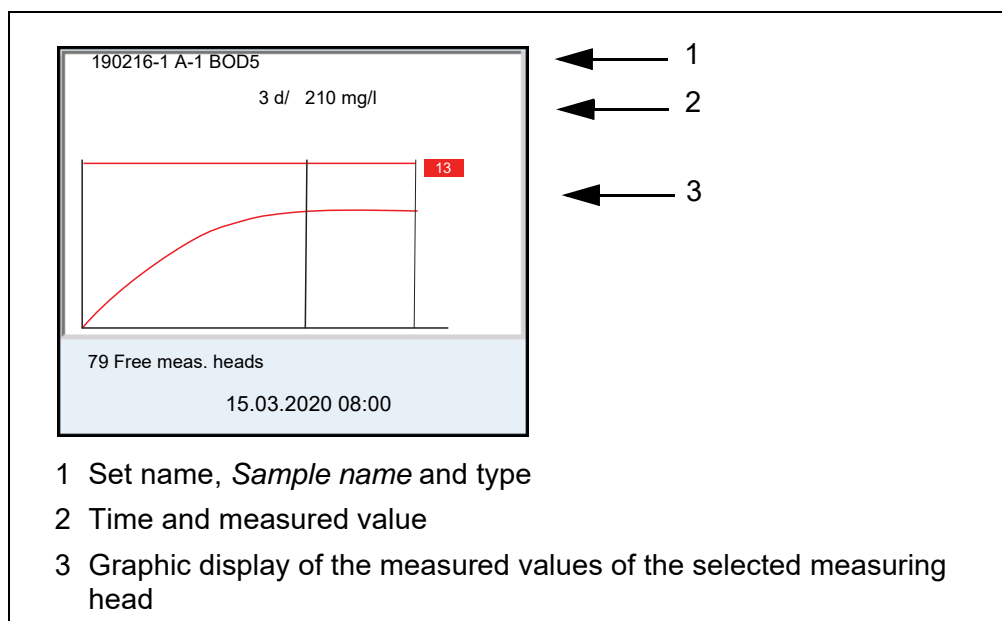 190216-1 A-1 BOD5
1
3 d/ 210 mg/l
2
13
3
79 Free meas. heads
15.03.2020 08:00
1 Set name, Sample name and type
2 Time and measured value
3 Graphic display of the measured values of the selected measuring
head